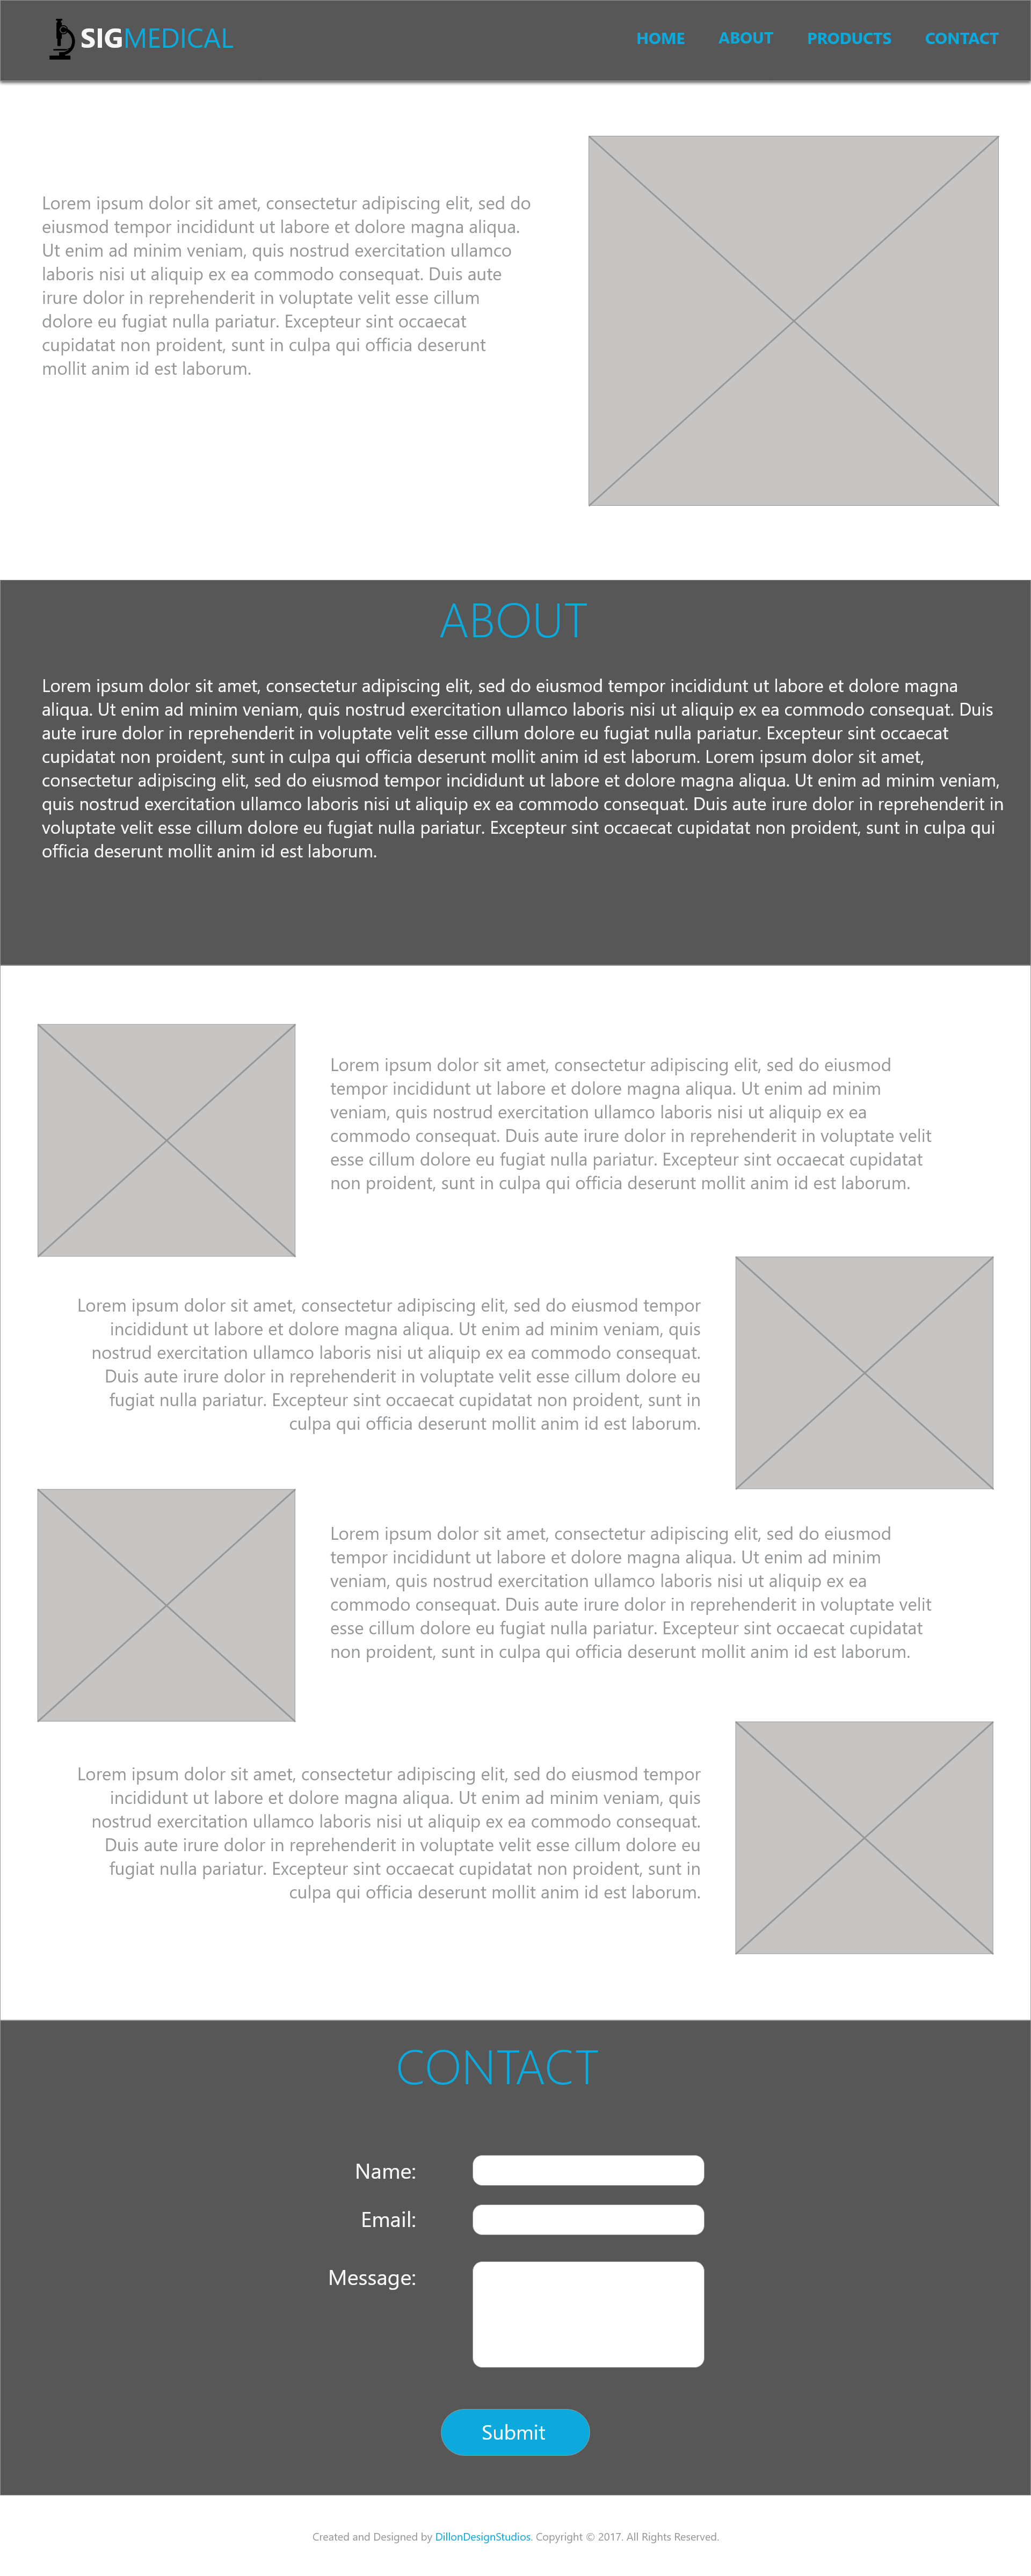 SIGMEDICAL
HOME ABOUT PRODUCTS CONTACT
Lorem ipsum dolor sit amet, consectetur adipiscing elit, sed do
eiusmod tempor incididunt ut labore et dolore magna aliqua.
Ut enim ad minim veniam, quis nostrud exercitation ullamco
laboris nisi ut aliquip ex ea commodo consequat. Duis aute
irure dolor in reprehenderit in voluptate velit esse cillum
dolore eu fugiat nulla pariatur. Excepteur sint occaecat
cupidatat non proident, sunt in culpa qui officia deserunt
mollit anim id est laborum.
ABOUT
Lorem ipsum dolor sit amet, consectetur adipiscing elit, sed do eiusmod tempor incididunt ut labore et dolore magna
aliqua. Ut enim ad minim veniam, quis nostrud exercitation ullamco laboris nisi ut aliquip ex ea commodo consequat. Duis
aute irure dolor in reprehenderit in voluptate velit esse cillum dolore eu fugiat nulla pariatur. Excepteur sint occaecat
cupidatat non proident, sunt in culpa qui officia deserunt mollit anim id est laborum. Lorem ipsum dolor sit amet,
consectetur adipiscing elit, sed do eiusmod tempor incididunt ut labore et dolore magna aliqua. Ut enim ad minim veniam,
quis nostrud exercitation ullamco laboris nisi ut aliquip ex ea commodo consequat. Duis aute irure dolor in reprehenderit in
voluptate velit esse cillum dolore eu fugiat nulla pariatur. Excepteur sint occaecat cupidatat non proident, sunt in culpa qui
officia deserunt mollit anim id est laborum.
Lorem ipsum dolor sit amet, consectetur adipiscing elit, sed do eiusmod
tempor incididunt ut labore et dolore magna aliqua. Ut enim ad minim
veniam, quis nostrud exercitation ullamco laboris nisi ut aliquip ex ea
commodo consequat. Duis aute irure dolor in reprehenderit in voluptate velit
esse cillum dolore eu fugiat nulla pariatur. Excepteur sint occaecat cupidatat
non proident, sunt in culpa qui officia deserunt mollit anim id est laborum.
Lorem ipsum dolor sit amet, consectetur adipiscing elit, sed do eiusmod tempor
incididunt ut labore et dolore magna aliqua. Ut enim ad minim veniam, quis
nostrud exercitation ullamco laboris nisi ut aliquip ex ea commodo consequat.
Duis aute irure dolor in reprehenderit in voluptate velit esse cillum dolore eu
fugiat nulla pariatur. Excepteur sint occaecat cupidatat non proident, sunt in
culpa qui officia deserunt mollit anim id est laborum.
Lorem ipsum dolor sit amet, consectetur adipiscing elit, sed do eiusmod
tempor incididunt ut labore et dolore magna aliqua. Ut enim ad minim
veniam, quis nostrud exercitation ullamco laboris nisi ut aliquip ex ea
commodo consequat. Duis aute irure dolor in reprehenderit in voluptate velit
esse cillum dolore eu fugiat nulla pariatur. Excepteur sint occaecat cupidatat
non proident, sunt in culpa qui officia deserunt mollit anim id est laborum.
Lorem ipsum dolor sit amet, consectetur adipiscing elit, sed do eiusmod tempor
incididunt ut labore et dolore magna aliqua. Ut enim ad minim veniam, quis
nostrud exercitation ullamco laboris nisi ut aliquip ex ea commodo consequat.
Duis aute irure dolor in reprehenderit in voluptate velit esse cillum dolore eu
fugiat nulla pariatur. Excepteur sint occaecat cupidatat non proident, sunt in
culpa qui officia deserunt mollit anim id est laborum.
CONTACT
Name:
Email:
Message:
Submit
Created and Designed by DillonDesignStudios. Copyright © 2017. All Rights Reserved.